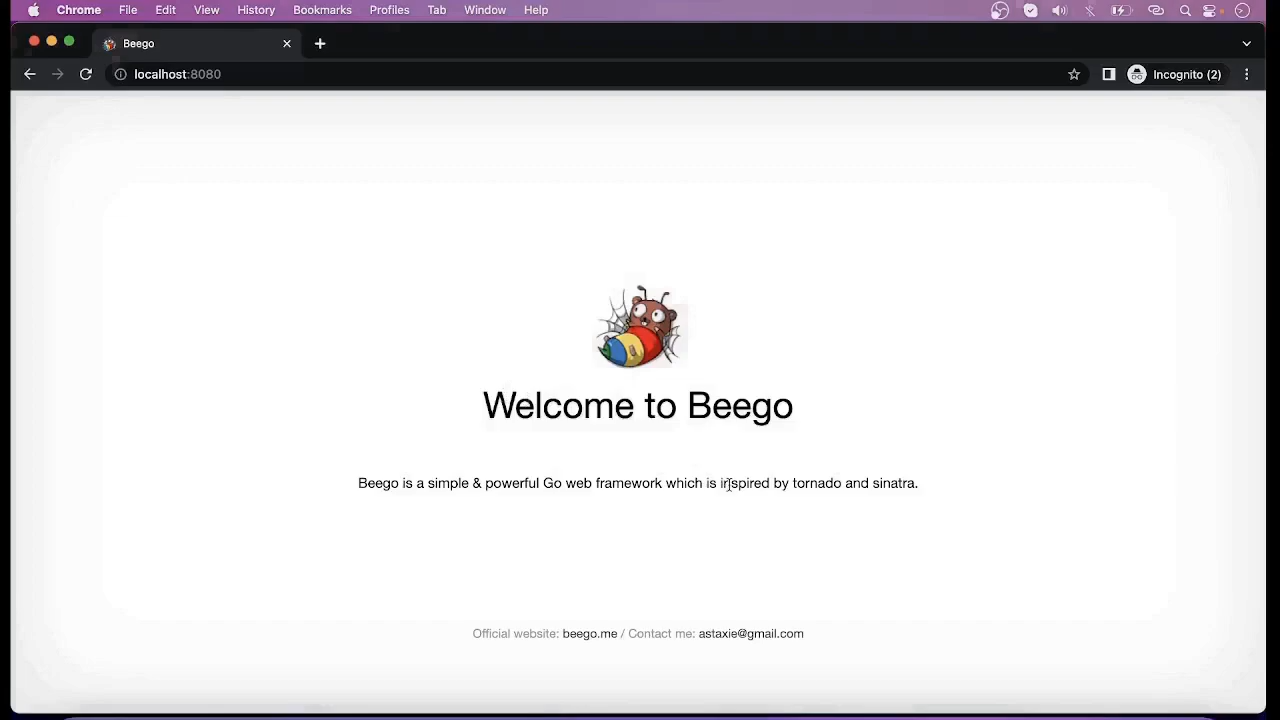 Chrome File Edit View History Bookmarks Profiles Tab Window Help
Beego
localhost:8080
Incognito (2)
Welcome to Beego
Beego is a simple & powerful Go web framework which is inspired by tornado and sinatra.
Official website: beego.me / Contact me: astaxie@gmail.com